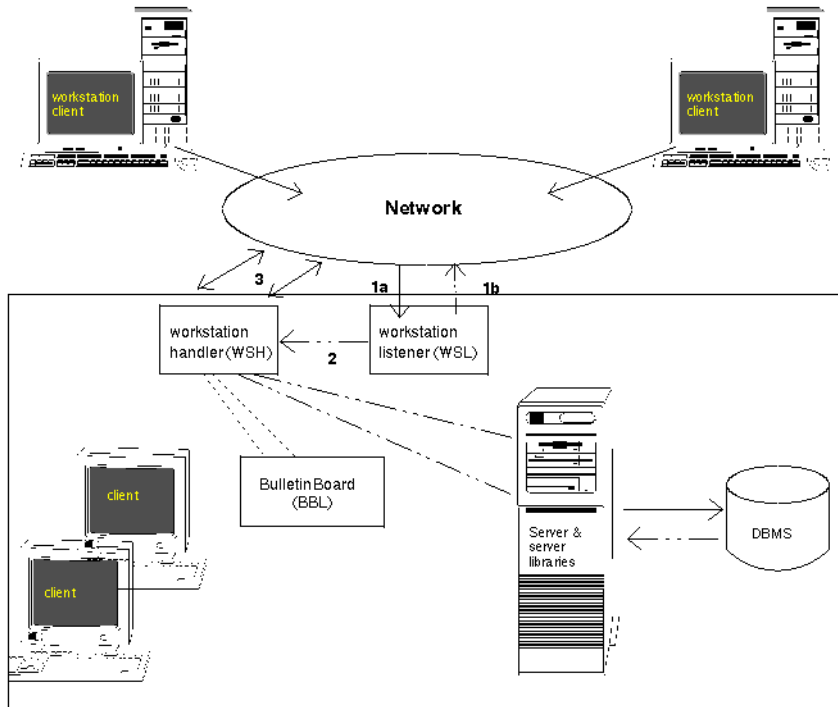 workstation
client
workstation
client
Network
3
1a
1b
workstation
handler (WSH)
2
workstation
listener (WSL)
BulletinBoard
(BBL)
client
client
Server &
server
libraries
DBMS